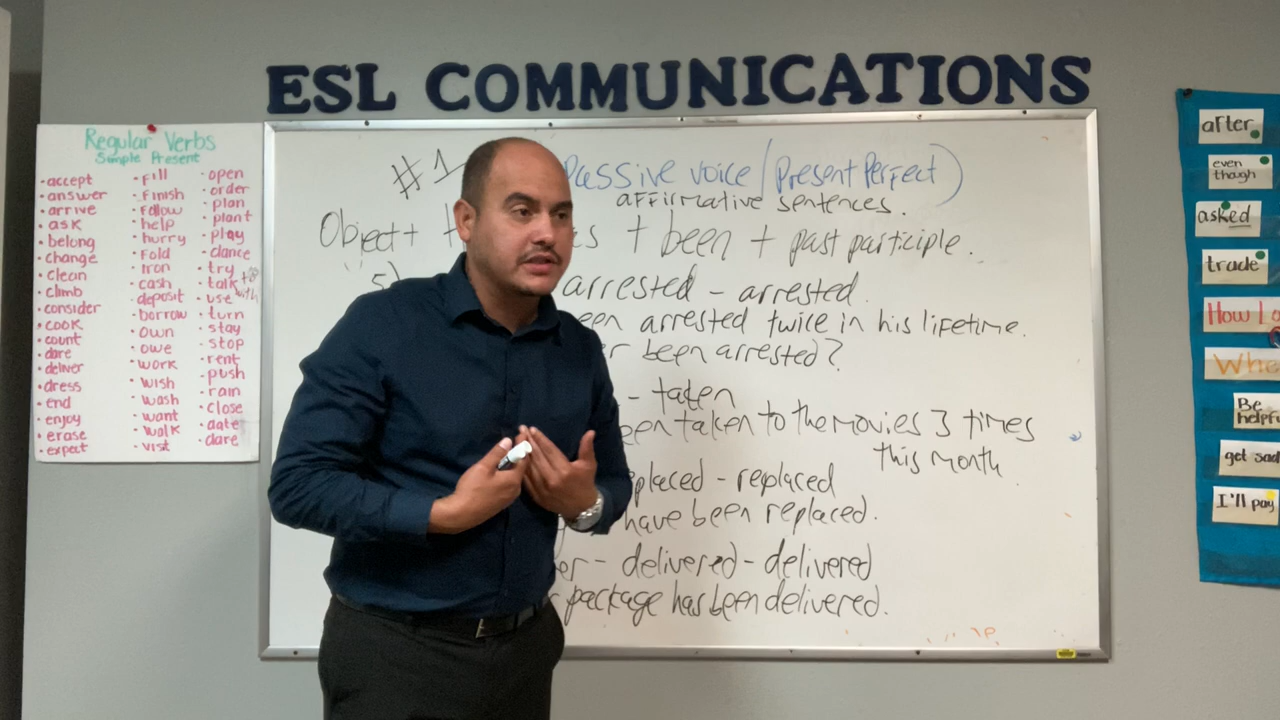 ESL COMMUNICATIONS
Regular Verbs
Simple Present
• accept
• answer
• arrive
• ask
• belong
• change
• clean
• climb
• consider
• cook
• count
• dare
• deliver
• dress
• end
• enjoy
• erase
• expect
• fill
• finish
• follow
• help
• hurry
• fold
• iron
• cash
• deposit
• borrow
• own
• owe
• work
• wish
• wash
• want
• walk
• visit
• open
• order
• plan
• plant
• play
• dance
• try
• talk
• use
• turn
• stay
• stop
• rent
• push
• rain
• close
• date
• dare
#1 Passive voice/Present Perfect)
affirmative sentences.
Object + + been + past participle.
5) arrested - arrested
arrested twice in his lifetime.
been arrested?
- taken
taken to the movies 3 times
this month
- replaced
have been replaced.
- delivered - delivered
package has been delivered.
after
even
though
asked
trade
How
Be
get
I'll pay